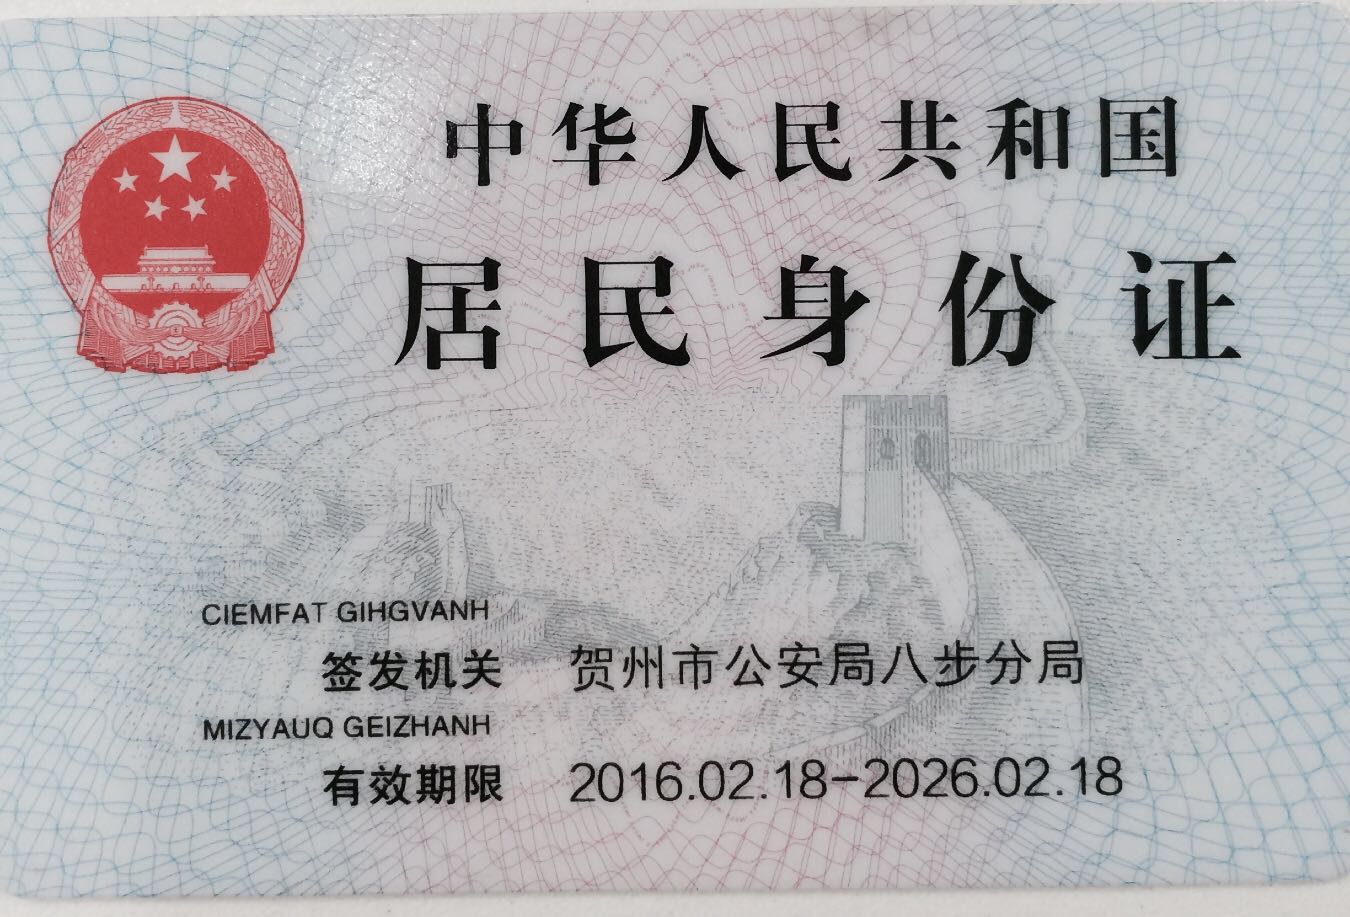 中华人民共和国
居民身份证
CIEMFAT GIHGVANH
签发机关 贺州市公安局八步分局
MIZYAUQ GEIZHANH
有效期限 2016.02.18-2026.02.18